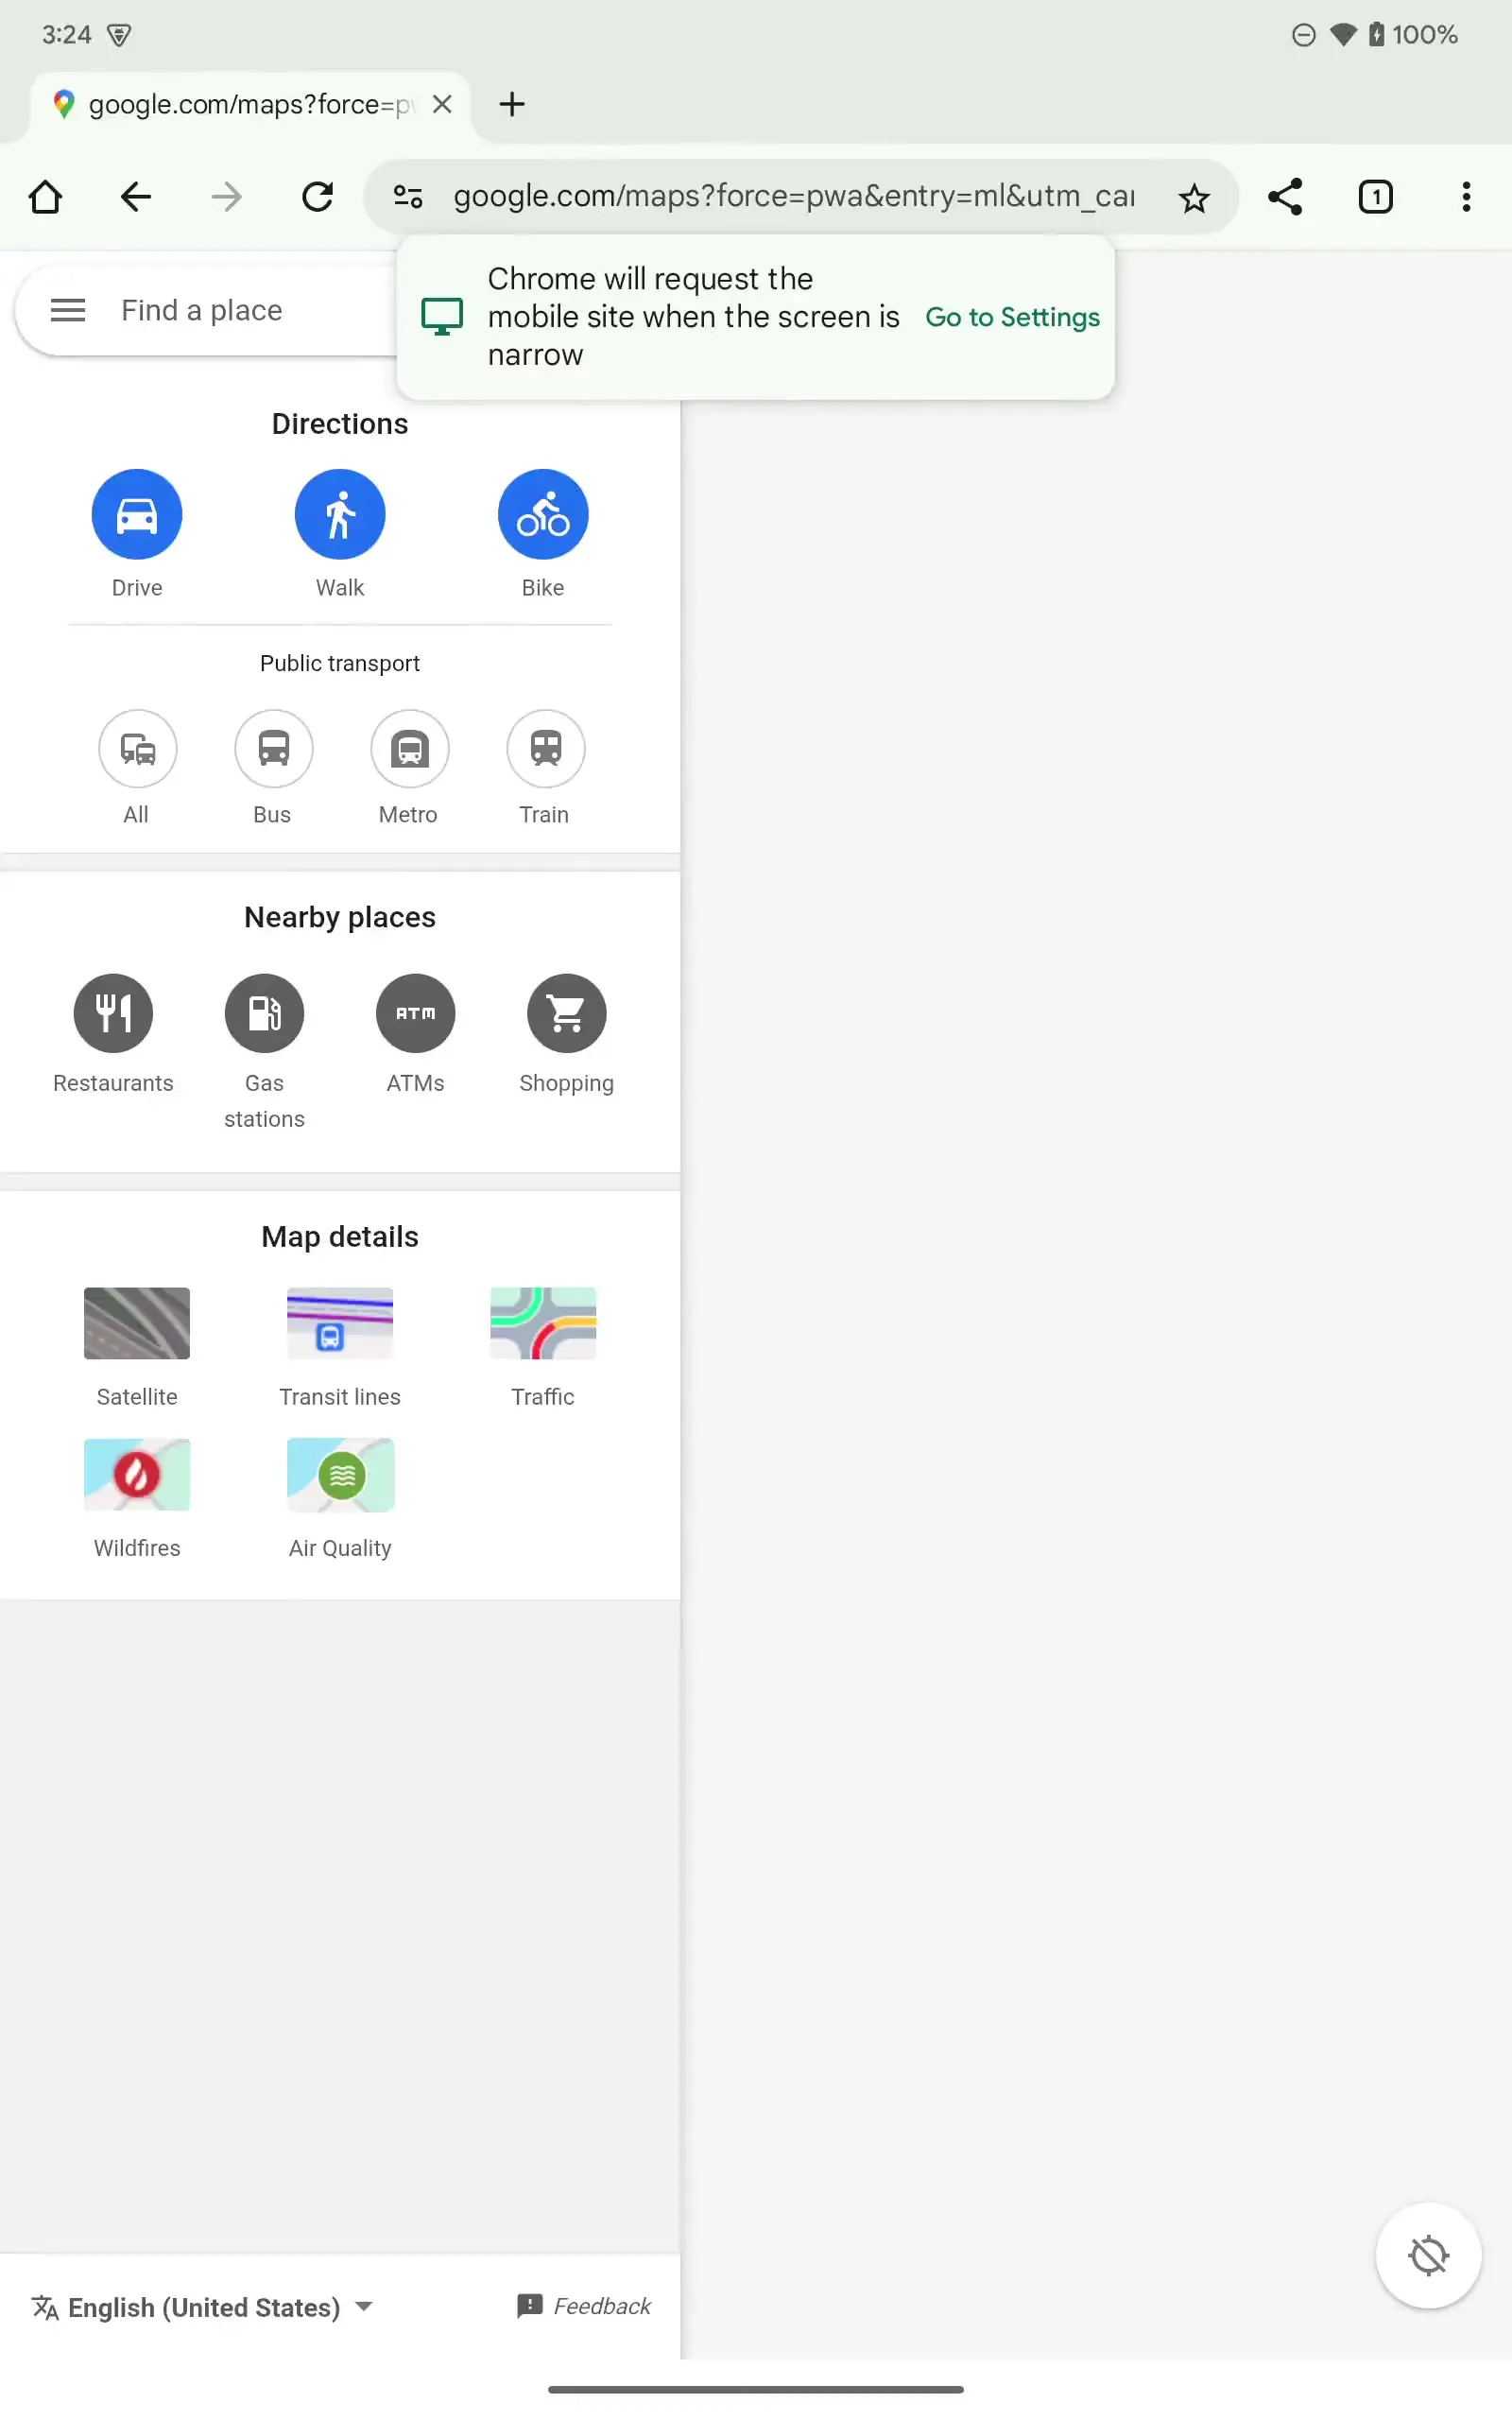 3:24
100%
google.com/maps?force=pw
1
google.com/maps?force=pwa&entry=ml&utm_car
Chrome will request the
mobile site when the screen is
narrow
Go to Settings
Find a place
Directions
Drive
Walk
Bike
Public transport
All
Bus
Metro
Train
Nearby places
ATM
Restaurants
Gas
stations
ATMs
Shopping
Map details
Satellite
Transit lines
Traffic
Wildfires
Air Quality
English (United States)
Feedback